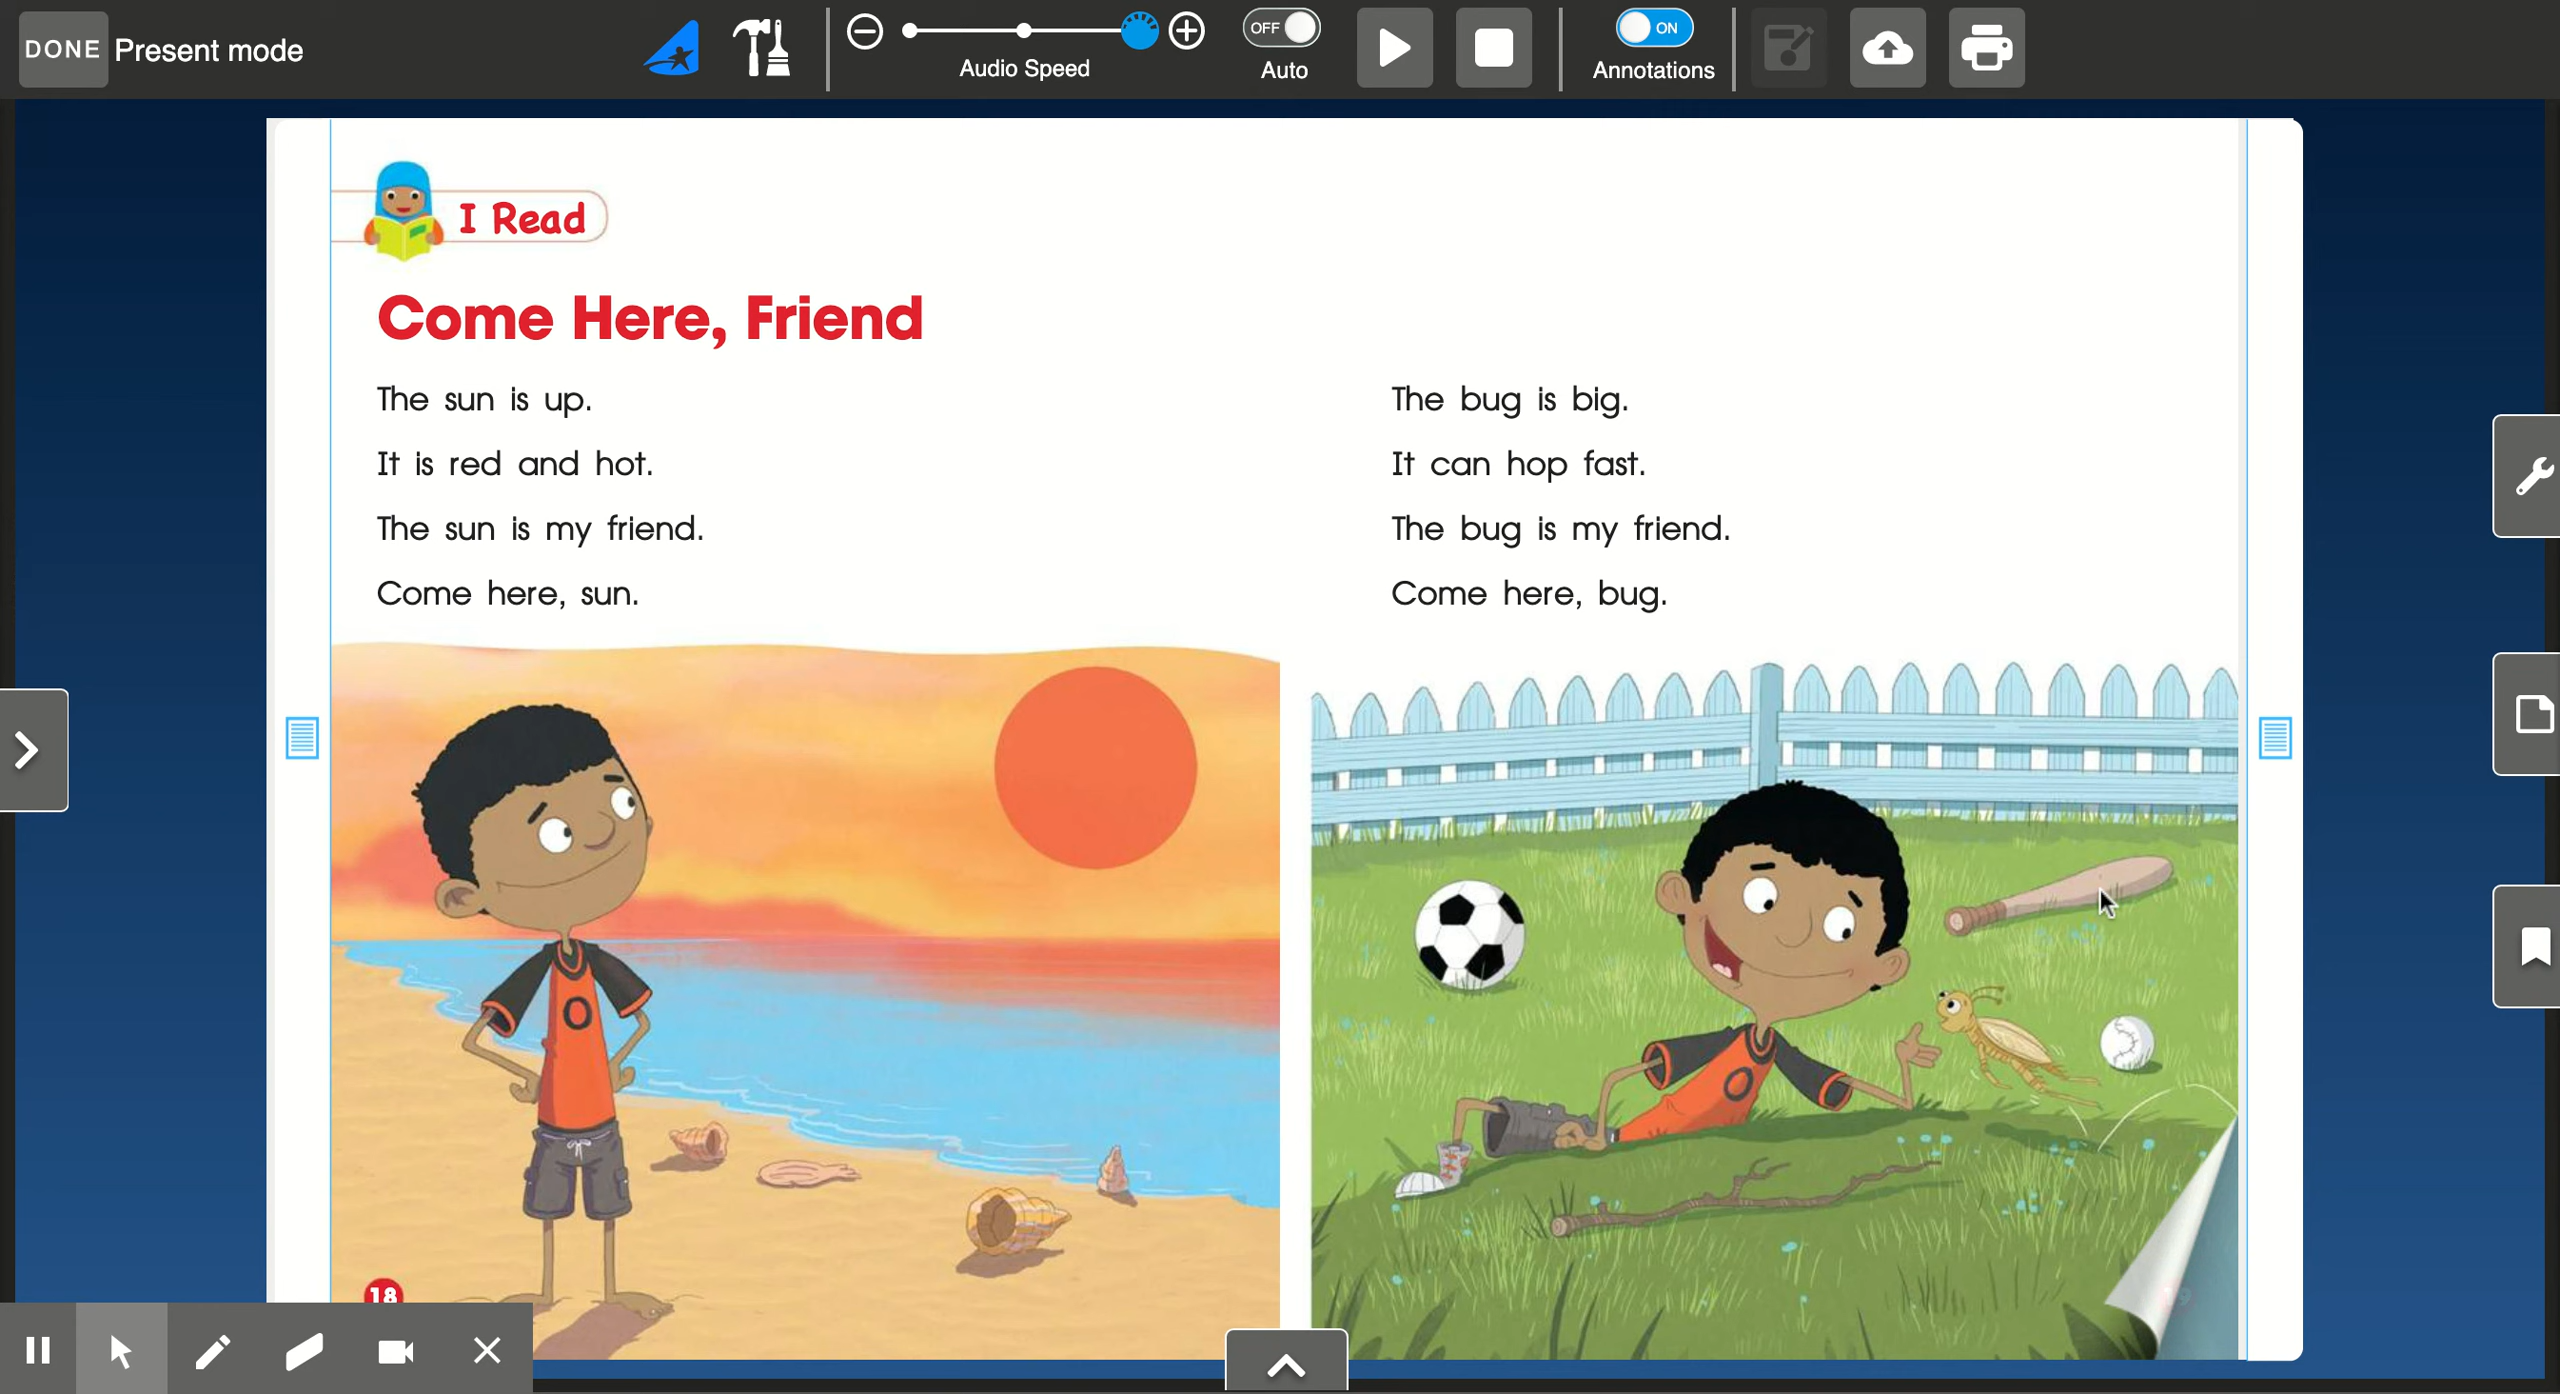 DONE Present mode
Audio Speed
OFF
Auto
ON
Annotations
I Read
Come Here, Friend
The sun is up.
It is red and hot.
The sun is my friend.
Come here, sun.
The bug is big.
It can hop fast.
The bug is my friend.
Come here, bug.
O
O
18